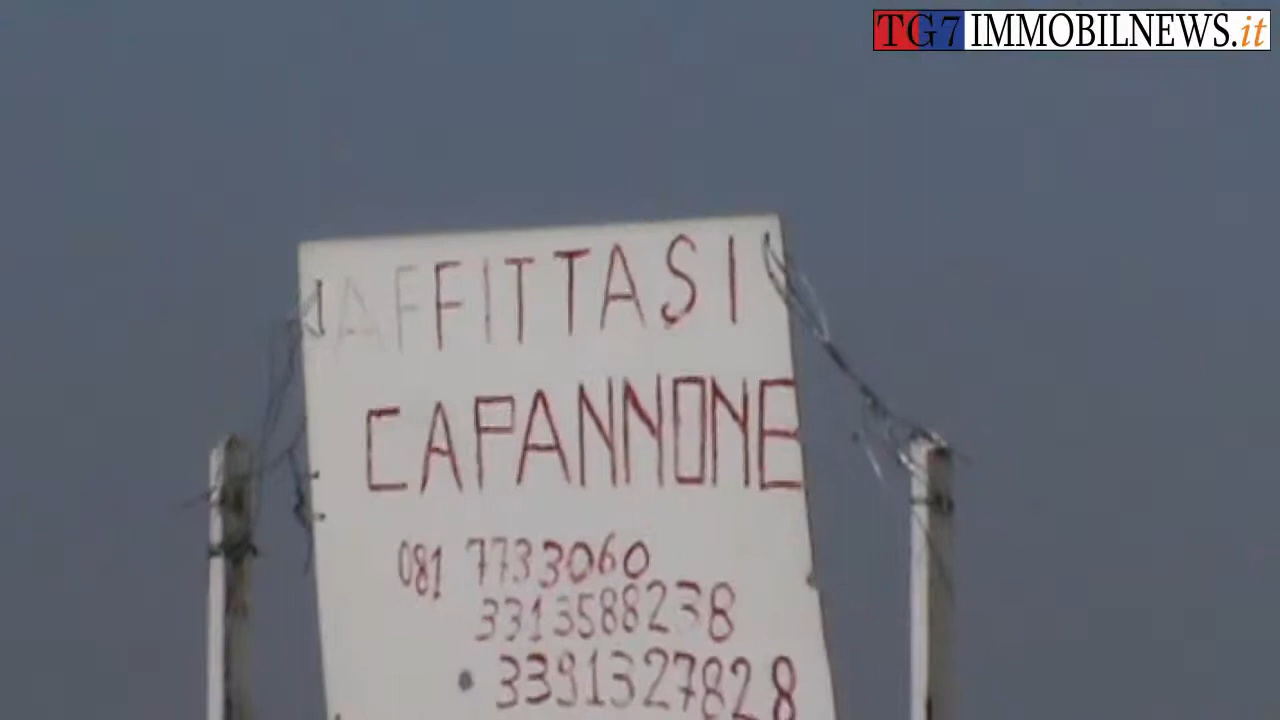 TG7 IMMOBILNEWS.it
AFFITTASI
CAPANNONE
081 7733060
3313588238
3391327828